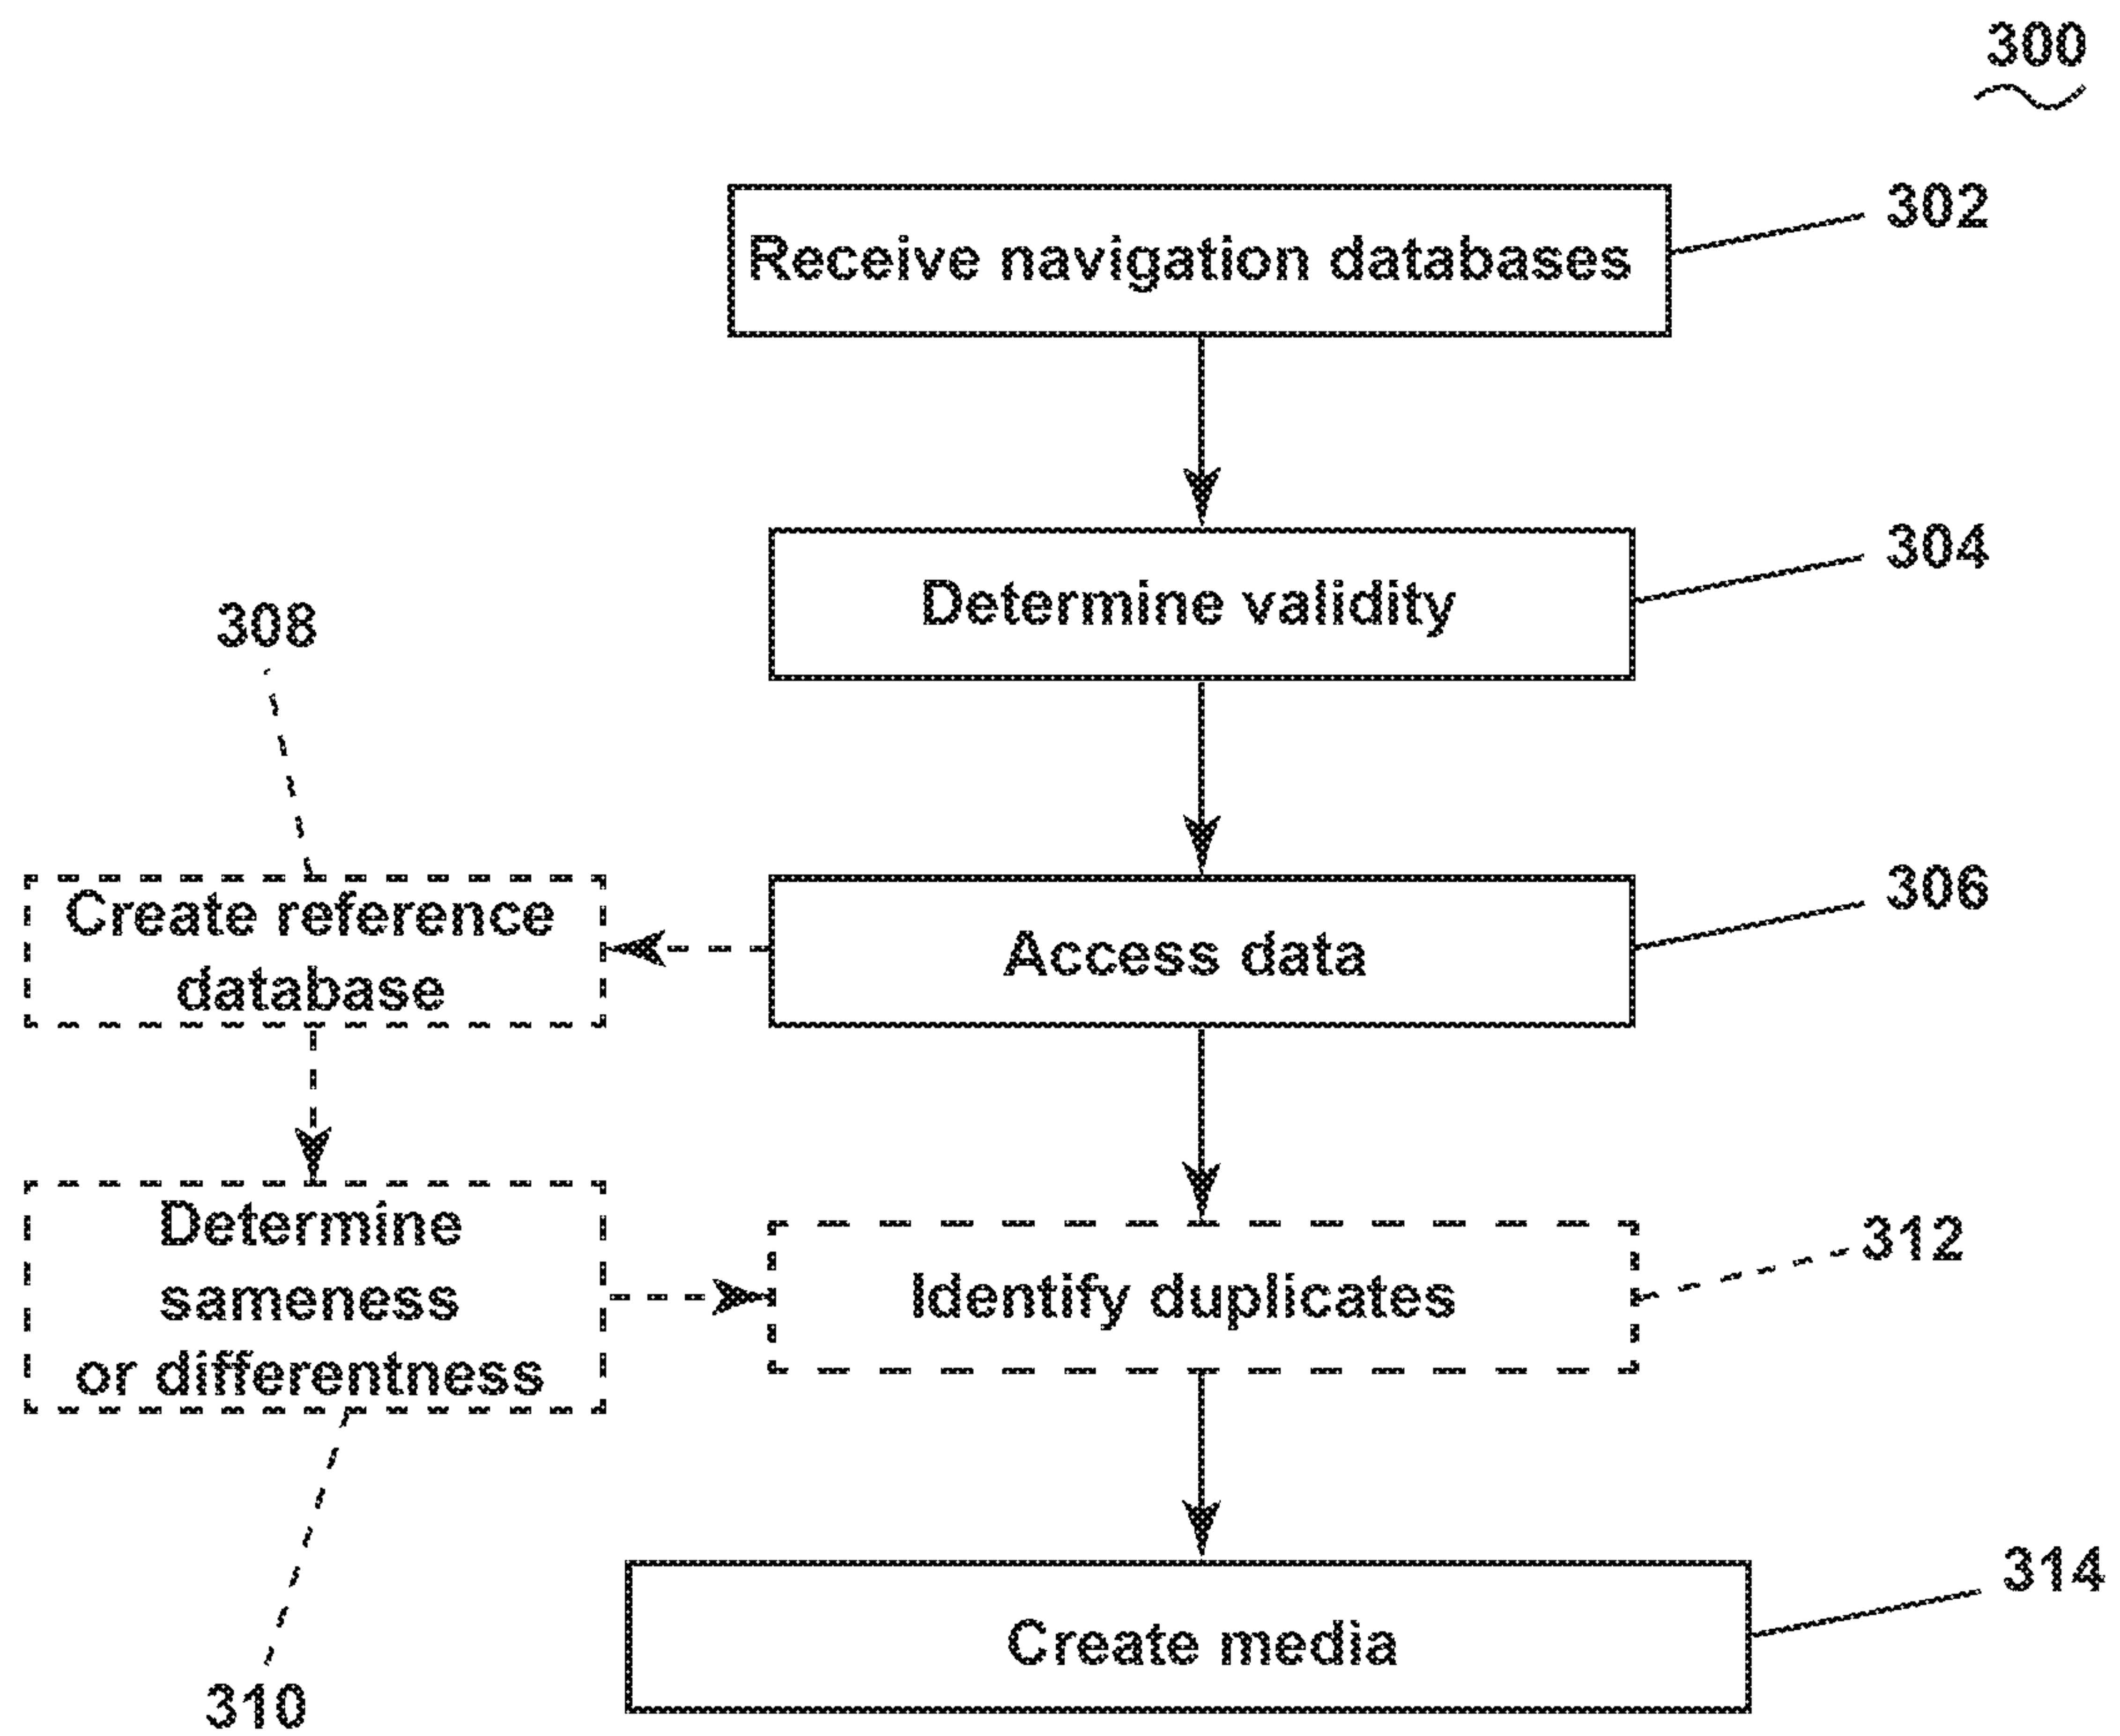 300
Receive navigation databases
302
Determine validity
304
308
Create reference
database
Access data
306
Determine
sameness
or differentness
Identify duplicates
312
310
Create media
314